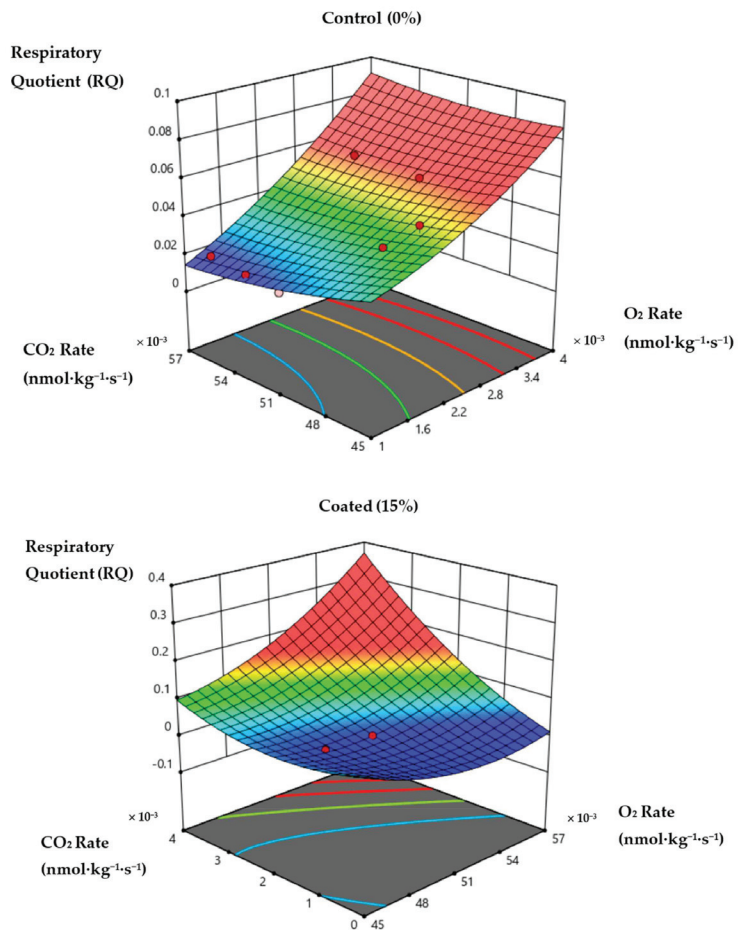 Control (0%)
Respiratory
Quotient (RQ)
0.1
0.08
0.06
0.04
0.02
0
CO₂ Rate
(nmol·kg⁻¹·s⁻¹)
× 10⁻³
57
54
51
48
45
1
1.6
2.2
2.8
3.4
4
× 10⁻³
O₂ Rate
(nmol·kg⁻¹·s⁻¹)
Coated (15%)
Respiratory
Quotient (RQ)
0.4
0.3
0.2
0.1
0
-0.1
CO₂ Rate
(nmol·kg⁻¹·s⁻¹)
× 10⁻³
4
3
2
1
0
45
48
51
54
57
× 10⁻³
O₂ Rate
(nmol·kg⁻¹·s⁻¹)